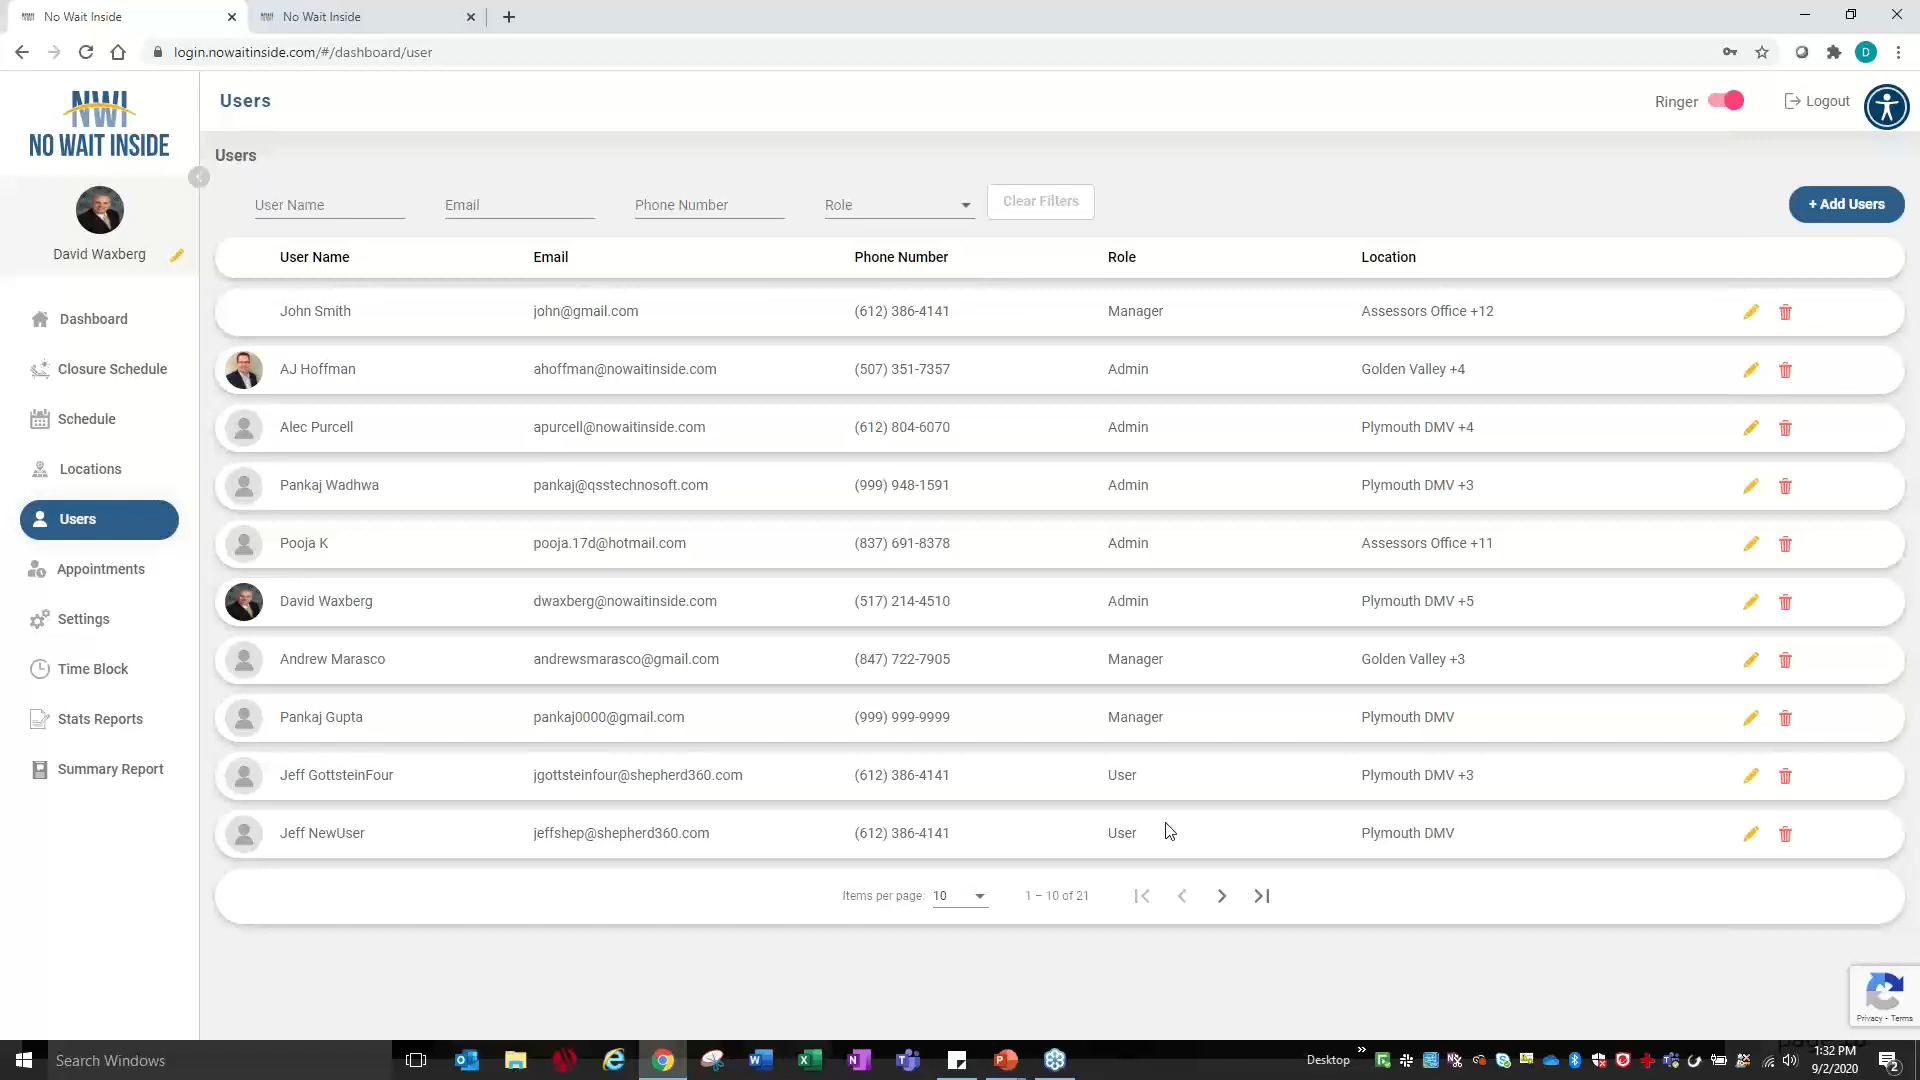 No Wait Inside
No Wait Inside
login.nowaitinside.com/#/dashboard/user
D
NWI
NO WAIT INSIDE
Users
Ringer
Logout
David Waxberg
Dashboard
Closure Schedule
Schedule
Locations
Users
Appointments
Settings
Time Block
Stats Reports
Summary Report
Users
User Name Email Phone Number Role Clear Filters + Add Users
User Name Email Phone Number Role Location
John Smith john@gmail.com (612) 386-4141 Manager Assessors Office +12
AJ Hoffman ahoffman@nowaitinside.com (507) 351-7357 Admin Golden Valley +4
Alec Purcell apurcell@nowaitinside.com (612) 804-6070 Admin Plymouth DMV +4
Pankaj Wadhwa pankaj@qsstechnosoft.com (999) 948-1591 Admin Plymouth DMV +3
Pooja K pooja.17d@hotmail.com (837) 691-8378 Admin Assessors Office +11
David Waxberg dwaxberg@nowaitinside.com (517) 214-4510 Admin Plymouth DMV +5
Andrew Marasco andrewsmarasco@gmail.com (847) 722-7905 Manager Golden Valley +3
Pankaj Gupta pankaj0000@gmail.com (999) 999-9999 Manager Plymouth DMV
Jeff GottsteinFour jgottsteinfour@shepherd360.com (612) 386-4141 User Plymouth DMV +3
Jeff NewUser jeffshep@shepherd360.com (612) 386-4141 User Plymouth DMV
Items per page: 10 1 – 10 of 21
Privacy - Terms
Search Windows
Desktop
1:32 PM
9/2/2020
2